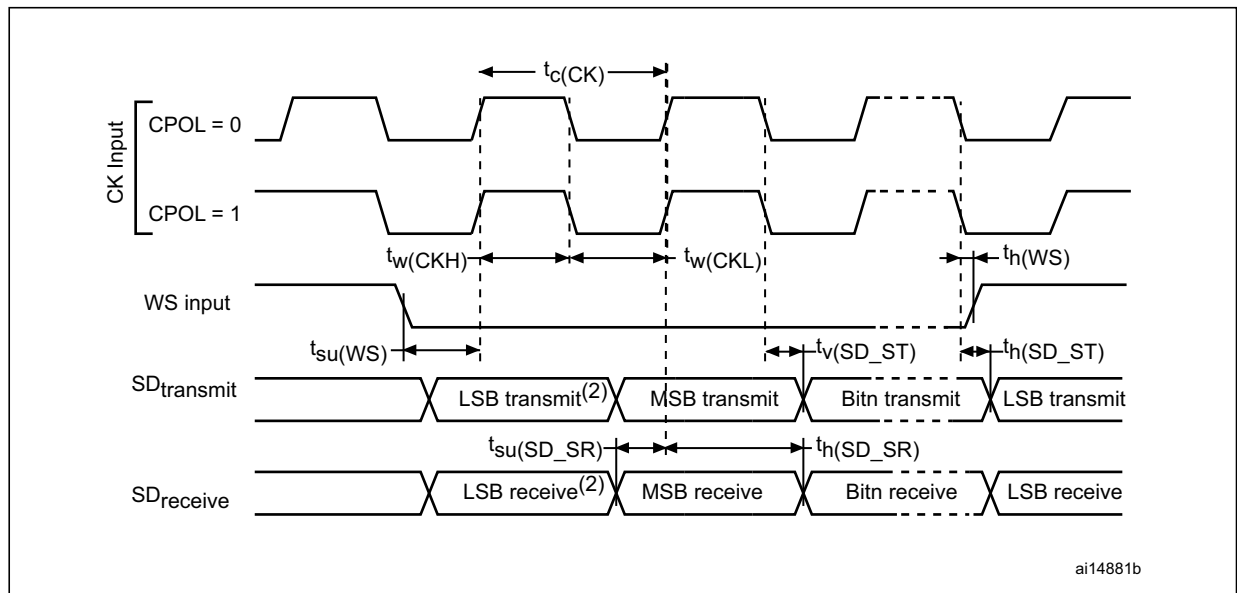 tc(CK)
CK Input
CPOL = 0
CPOL = 1
tw(CKH)
tw(CKL)
th(WS)
WS input
tsu(WS)
tv(SD_ST)
th(SD_ST)
SDtransmit
LSB transmit(2)
MSB transmit
Bitn transmit
LSB transmit
tsu(SD_SR)
th(SD_SR)
SDreceive
LSB receive(2)
MSB receive
Bitn receive
LSB receive
ai14881b